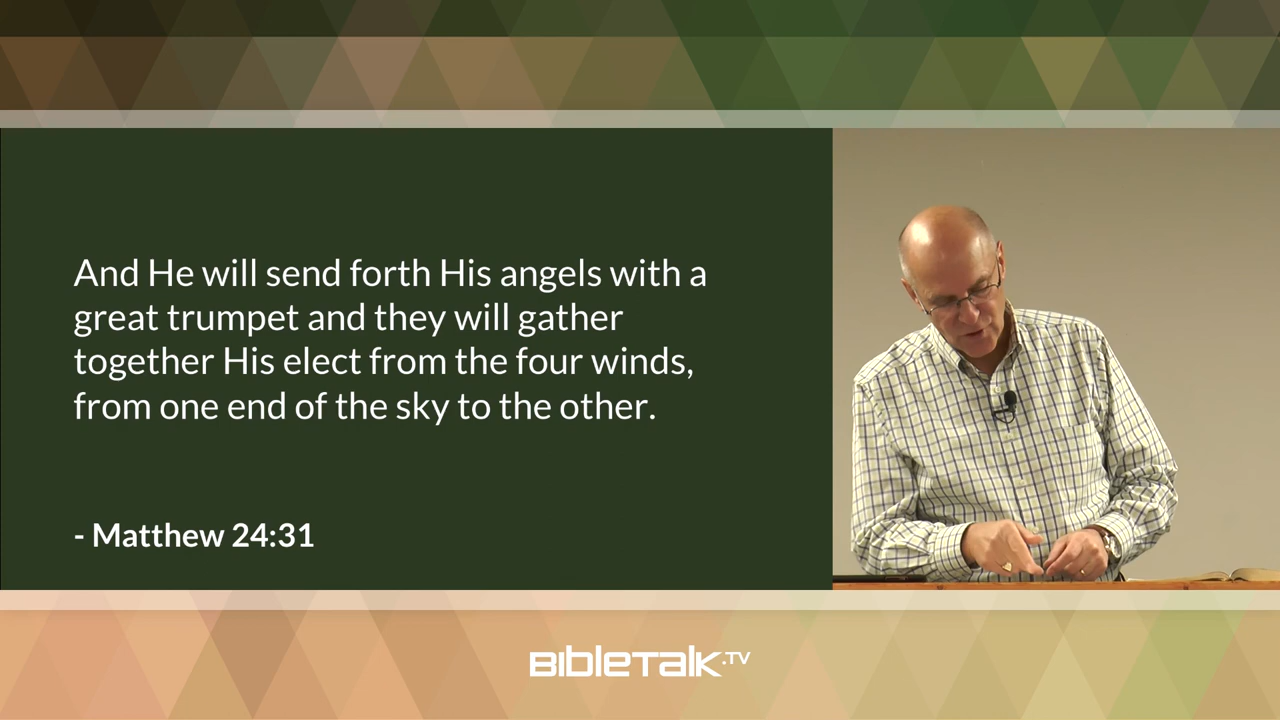 And He will send forth His angels with a
great trumpet and they will gather
together His elect from the four winds,
from one end of the sky to the other.
- Matthew 24:31
BIBLETALK.TV